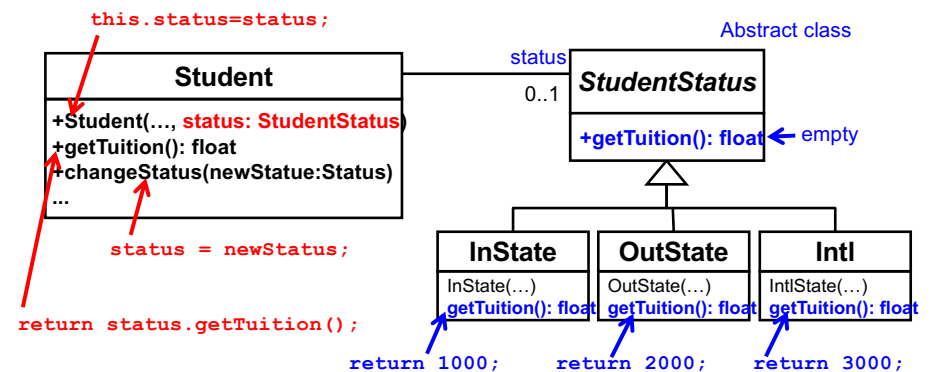 this.status=status;
Abstract class
Student
status
0..1
StudentStatus
+Student(…, status: StudentStatus)
+getTuition(): float
+changeStatus(newStatue:Status)
...
+getTuition(): float
empty
status = newStatus;
return status.getTuition();
InState
InState(…)
getTuition(): float
OutState
OutState(…)
getTuition(): float
Intl
IntlState(…)
getTuition(): float
return 1000;
return 2000;
return 3000;